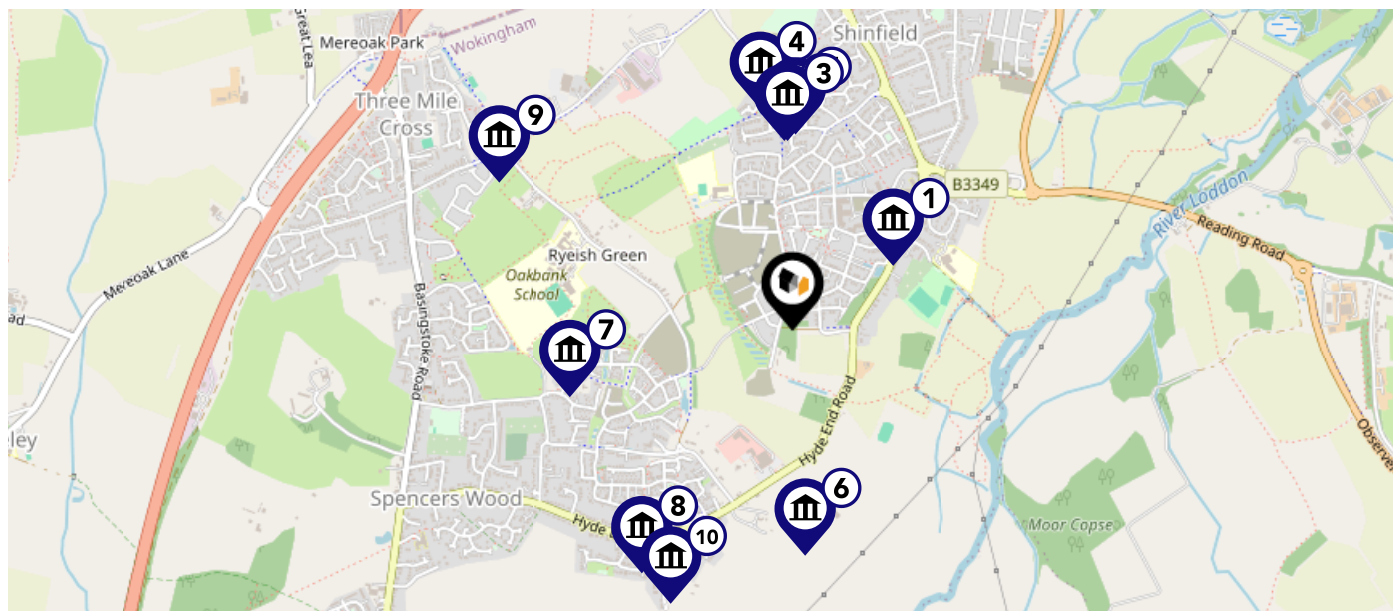 Great Lea
Mereoak Park
Wokingham
Shinfield
4
3
Three Mile
Cross
9
B3349
1
River Loddon
Reading Road
Ryeish Green
Mereoak Lane
Oakbank
School
Basingstoke Road
7
Hyde End Road
ley
Observe
Spencers Wood
6
8
Hyde
10
Moor Copse